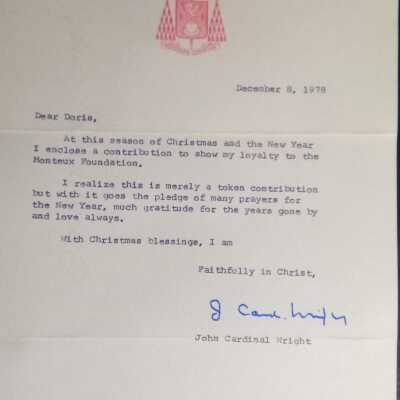 December 8, 1978
Dear Doris,
At this season of Christmas and the New Year
I enclose a contribution to show my loyalty to the
Monteux Foundation.
I realize this is merely a token contribution
but with it goes the pledge of many prayers for
the New Year, much gratitude for the years gone by
and love always.
With Christmas blessings, I am
Faithfully in Christ,
J Card. Wright
John Cardinal Wright